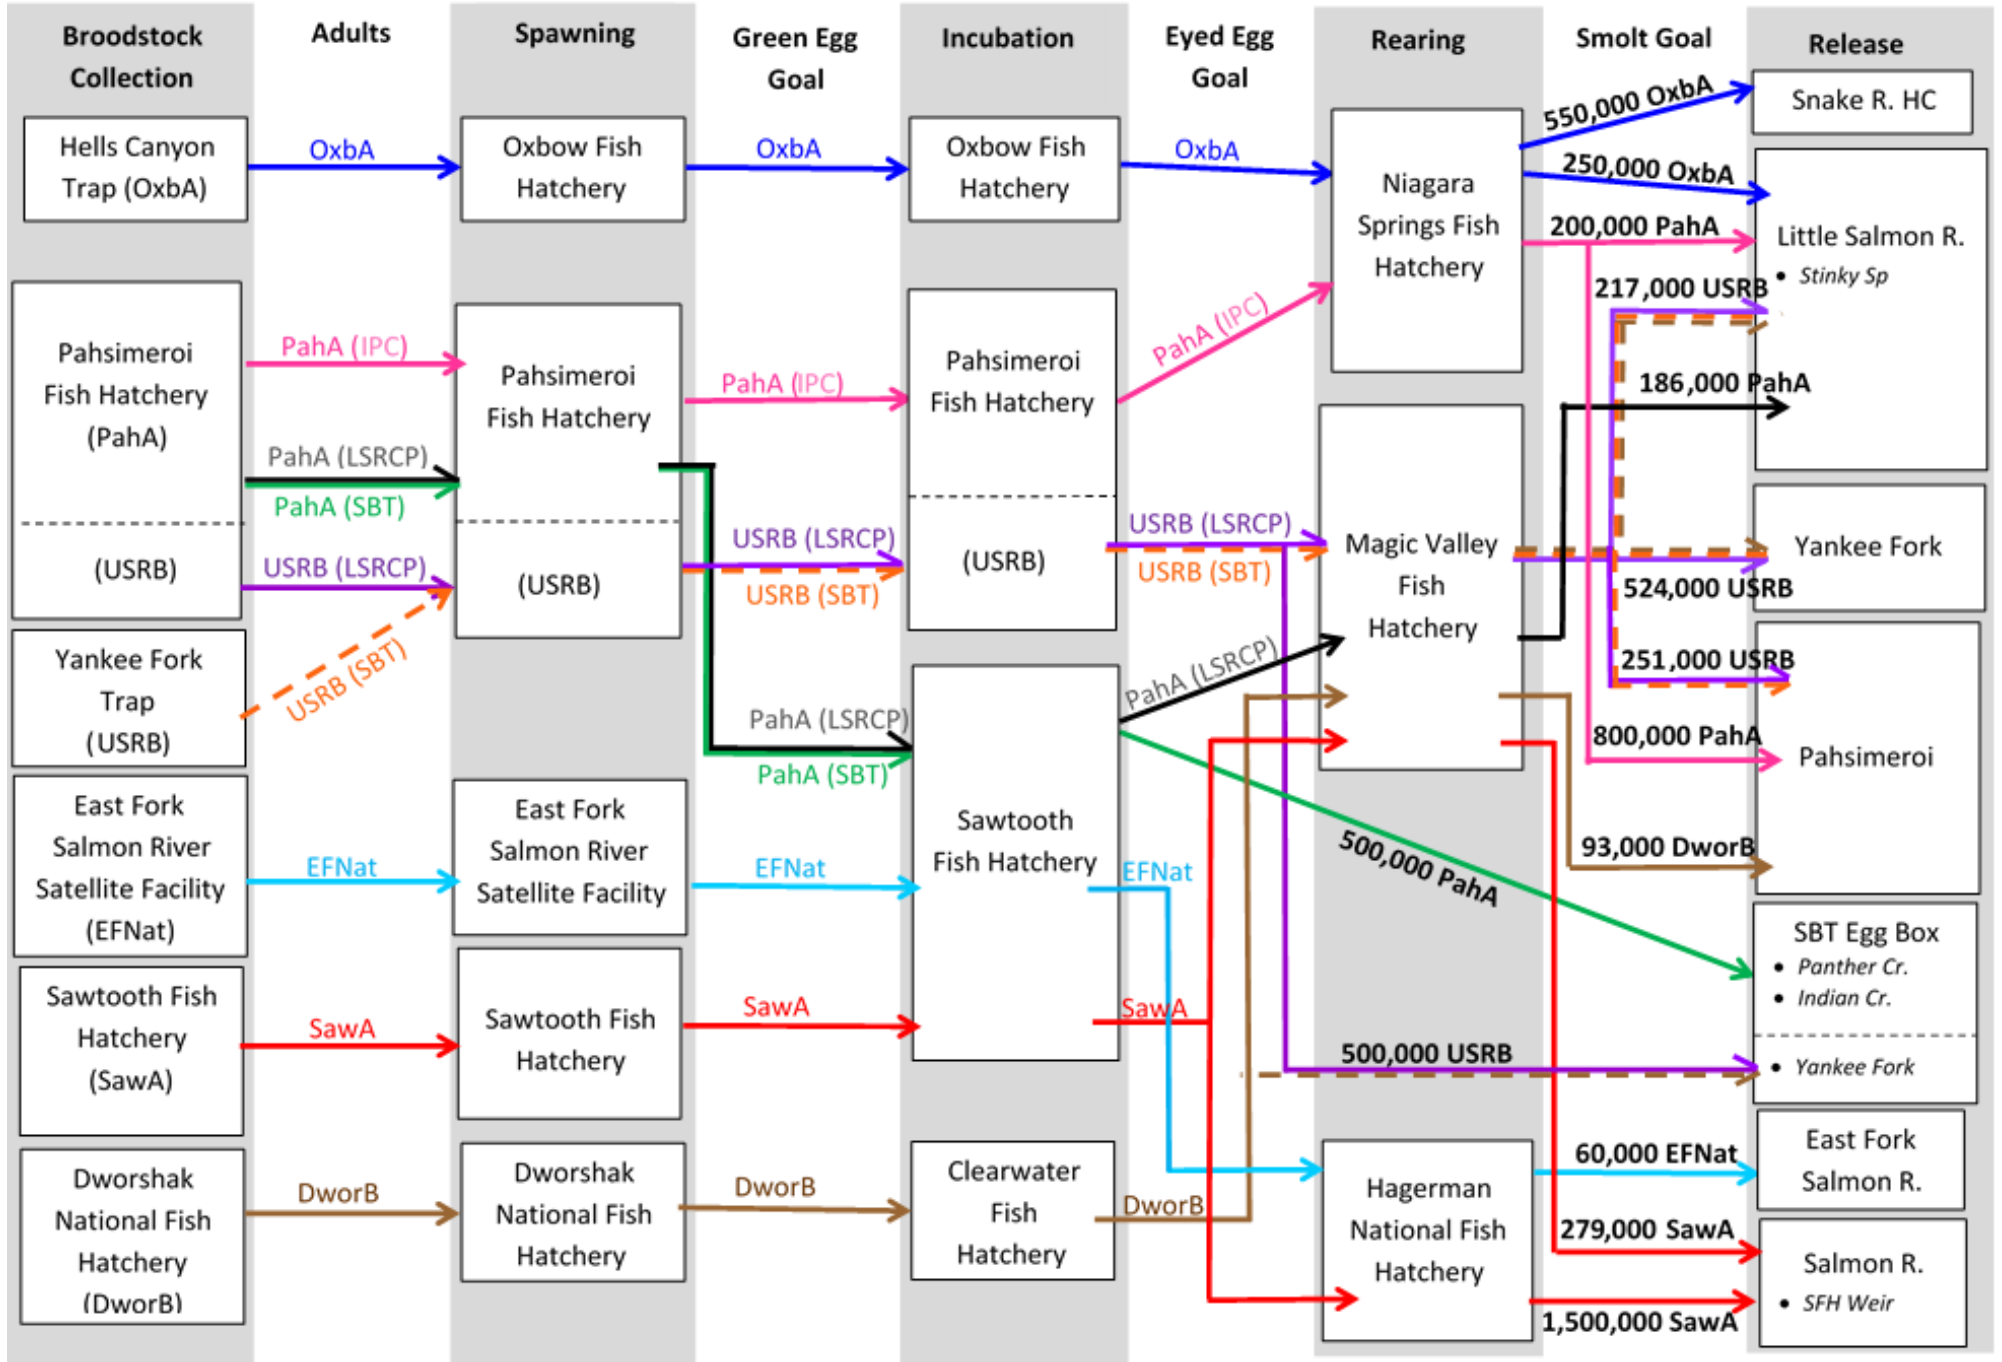 Broodstock
Collection
Adults
Spawning
Green Egg
Goal
Incubation
Eyed Egg
Goal
Rearing
Smolt Goal
Release
Hells Canyon
Trap (OxbA)
OxbA
Oxbow Fish
Hatchery
OxbA
Oxbow Fish
Hatchery
OxbA
Niagara
Springs Fish
Hatchery
550,000 OxbA
Snake R. HC
250,000 OxbA
200,000 PahA
Little Salmon R.
• Stinky Sp
217,000 USRB
186,000 PahA
Pahsimeroi
Fish Hatchery
(PahA)
(USRB)
PahA (IPC)
PahA (LSRCP)
PahA (SBT)
USRB (LSRCP)
USRB (SBT)
Pahsimeroi
Fish Hatchery
(USRB)
PahA (IPC)
USRB (LSRCP)
USRB (SBT)
PahA (LSRCP)
PahA (SBT)
Pahsimeroi
Fish Hatchery
(USRB)
PahA (IPC)
USRB (LSRCP)
USRB (SBT)
PahA (LSRCP)
Magic Valley
Fish
Hatchery
Yankee Fork
524,000 USRB
251,000 USRB
800,000 PahA
Pahsimeroi
93,000 DworB
Yankee Fork
Trap
(USRB)
East Fork
Salmon River
Satellite Facility
(EFNat)
EFNat
East Fork
Salmon River
Satellite Facility
EFNat
Sawtooth
Fish Hatchery
EFNat
500,000 PahA
SBT Egg Box
• Panther Cr.
• Indian Cr.
• Yankee Fork
500,000 USRB
Sawtooth Fish
Hatchery
(SawA)
SawA
Sawtooth Fish
Hatchery
SawA
SawA
Dworshak
National Fish
Hatchery
(DworB)
DworB
Dworshak
National Fish
Hatchery
DworB
Clearwater
Fish
Hatchery
DworB
Hagerman
National Fish
Hatchery
60,000 EFNat
East Fork
Salmon R.
279,000 SawA
1,500,000 SawA
Salmon R.
• SFH Weir